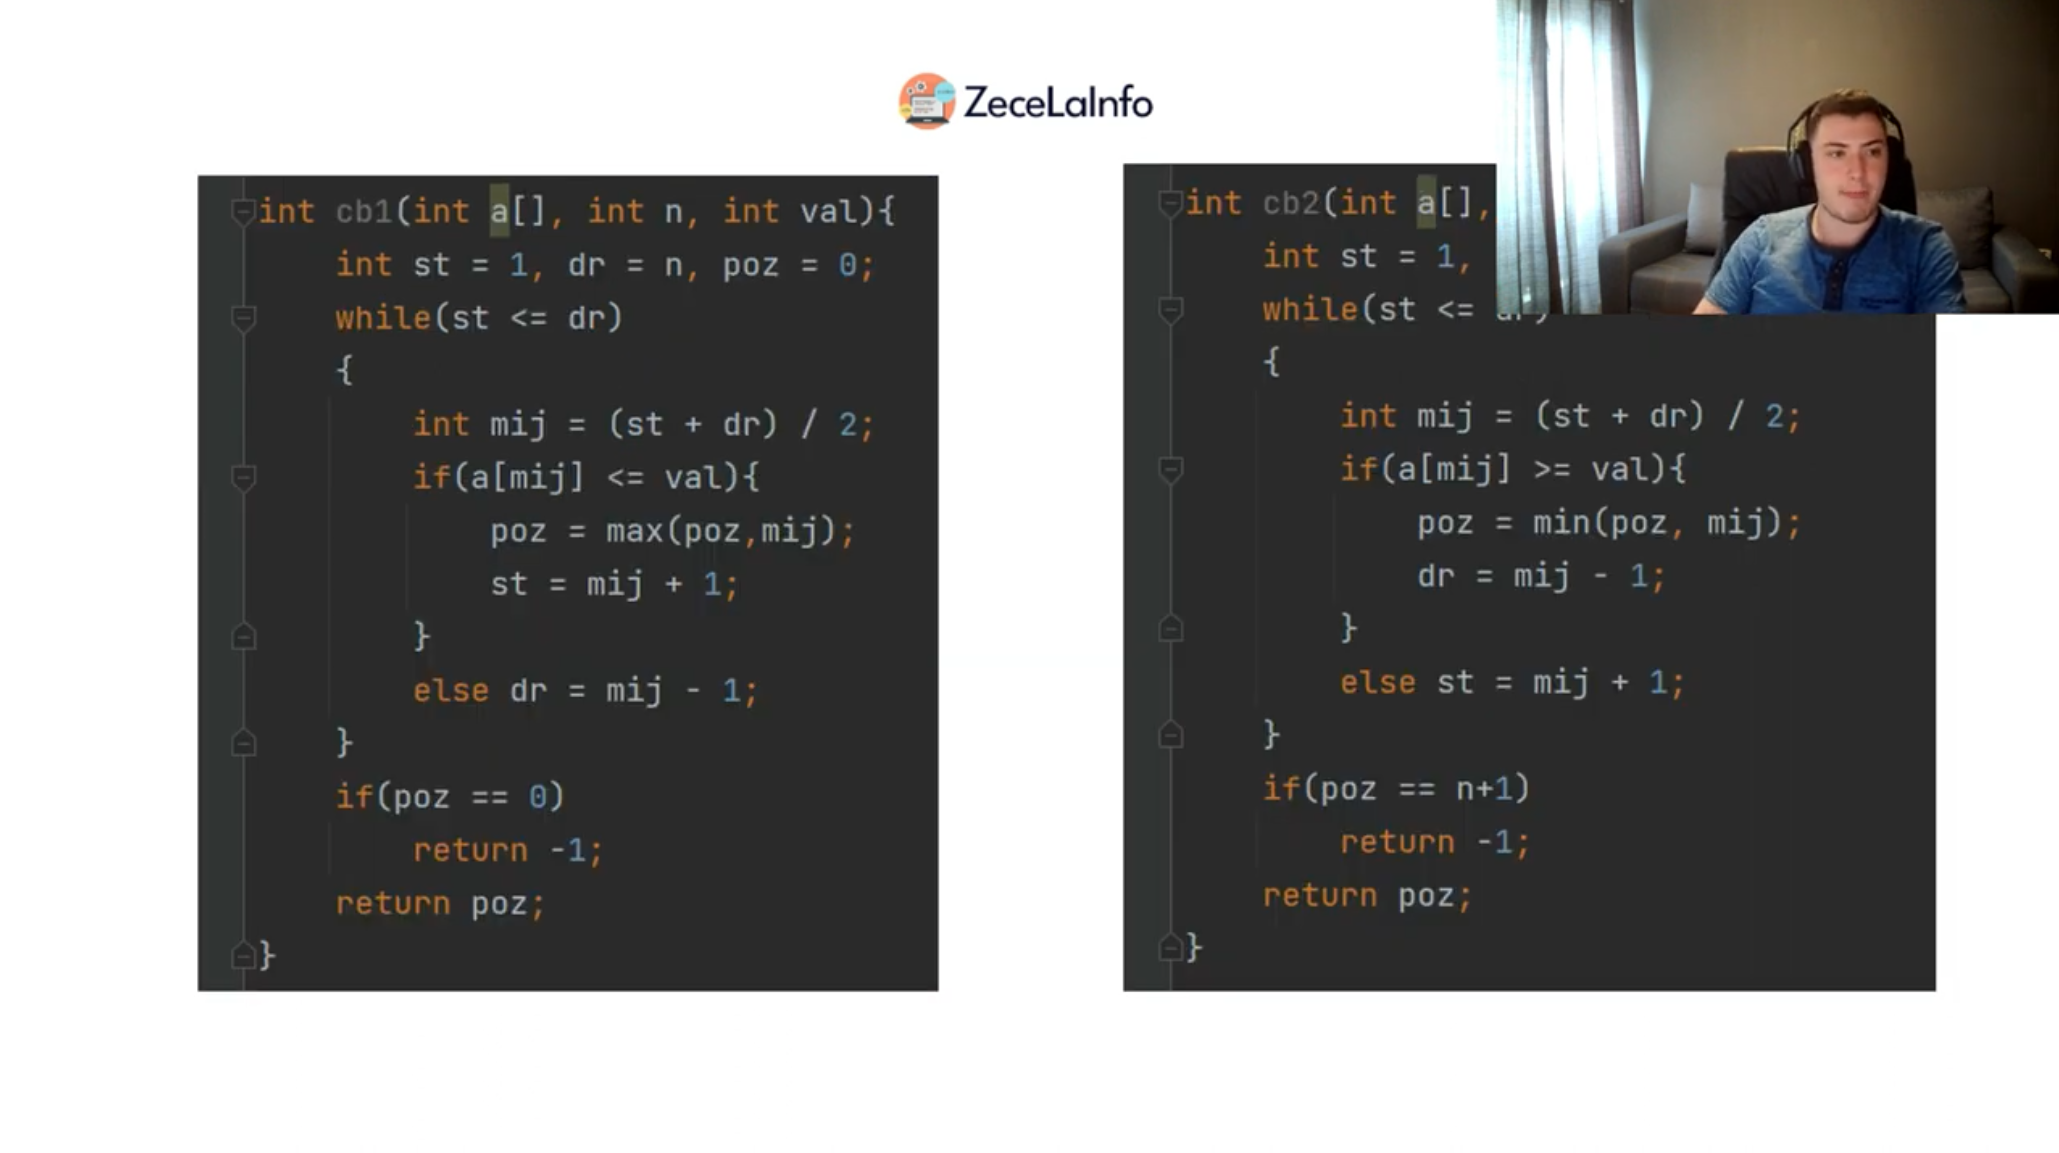 ZeceLaInfo
int cb1(int a[], int n, int val){
int st = 1, dr = n, poz = 0;
while(st <= dr)
{
int mij = (st + dr) / 2;
if(a[mij] <= val){
poz = max(poz,mij);
st = mij + 1;
}
else dr = mij - 1;
}
if(poz == 0)
return -1;
return poz;
}
int cb2(int a[],
int st = 1,
while(st <= dr)
{
int mij = (st + dr) / 2;
if(a[mij] >= val){
poz = min(poz, mij);
dr = mij - 1;
}
else st = mij + 1;
}
if(poz == n+1)
return -1;
return poz;
}